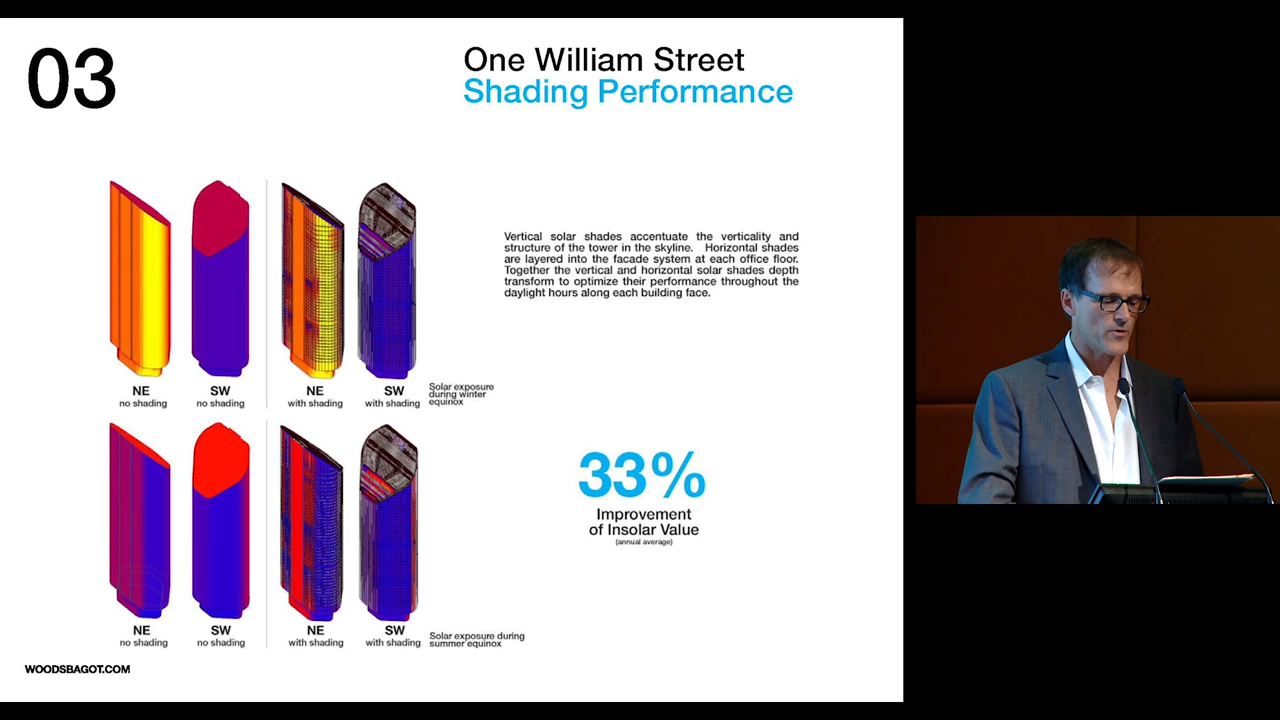 03
One William Street
Shading Performance
Vertical solar shades accentuate the verticality and
structure of the tower in the skyline. Horizontal shades
are layered into the facade system at each office floor.
Together the vertical and horizontal solar shades depth
transform to optimize their performance throughout the
daylight hours along each building face.
NE
no shading
SW
no shading
NE
with shading
SW
with shading
Solar exposure
during winter
equinox
33%
Improvement
of Insolar Value
(annual average)
NE
no shading
SW
no shading
NE
with shading
SW
with shading
Solar exposure during
summer equinox
WOODSBAGOT.COM